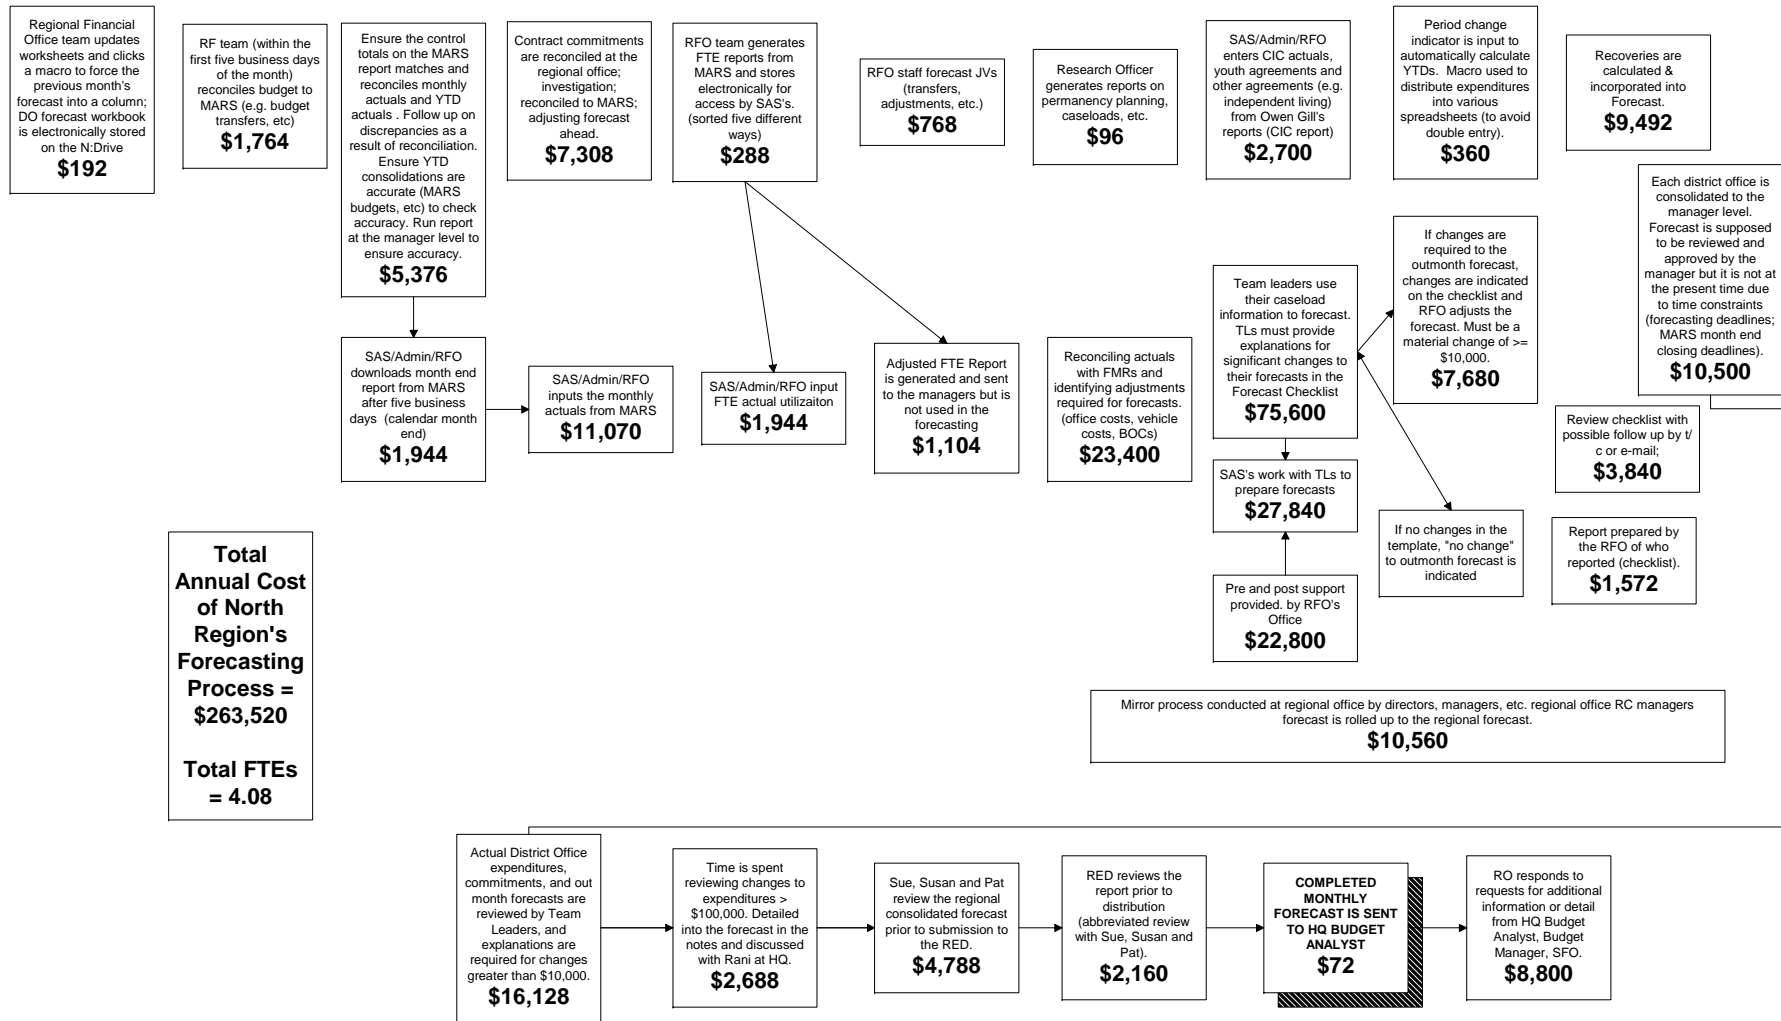 Regional Financial
Office team updates
worksheets and clicks
a macro to force the
previous month's
forecast into a column;
DO forecast workbook
is electronically stored
on the N:Drive
$192
RF team (within the
first five business days
of the month)
reconciles budget to
MARS (e.g. budget
transfers, etc)
$1,764
Ensure the control
totals on the MARS
report matches and
reconciles monthly
actuals and YTD
actuals . Follow up on
discrepancies as a
result of reconciliation.
Ensure YTD
consolidations are
accurate (MARS
budgets, etc) to check
accuracy. Run report
at the manager level to
ensure accuracy.
$5,376
Contract commitments
are reconciled at the
regional office;
investigation;
reconciled to MARS;
adjusting forecast
ahead.
$7,308
RFO team generates
FTE reports from
MARS and stores
electronically for
access by SAS's.
(sorted five different
ways)
$288
RFO staff forecast JVs
(transfers,
adjustments, etc.)
$768
Research Officer
generates reports on
permanency planning,
caseloads, etc.
$96
SAS/Admin/RFO
enters CIC actuals,
youth agreements and
other agreements (e.g.
independent living)
from Owen Gill's
reports (CIC report)
$2,700
Period change
indicator is input to
automatically calculate
YTDs.  Macro used to
distribute expenditures
into various
spreadsheets (to avoid
double entry).
$360
Recoveries are
calculated &
incorporated into
Forecast.
$9,492
Each district office is
consolidated to the
manager level.
Forecast is supposed
to be reviewed and
approved by the
manager but it is not at
the present time due
to time constraints
(forecasting deadlines;
MARS month end
closing deadlines).
$10,500
SAS/Admin/RFO
downloads month end
report from MARS
after five business
days  (calendar month
end)
$1,944
SAS/Admin/RFO
inputs the monthly
actuals from MARS
$11,070
SAS/Admin/RFO input
FTE actual utilizaiton
$1,944
Adjusted FTE Report
is generated and sent
to the managers but is
not used in the
forecasting
$1,104
Reconciling actuals
with FMRs and
identifying adjustments
required for forecasts.
(office costs, vehicle
costs, BOCs)
$23,400
Team leaders use
their caseload
information to forecast.
TLs must provide
explanations for
significant changes to
their forecasts in the
Forecast Checklist
$75,600
If changes are
required to the
outmonth forecast,
changes are indicated
on the checklist and
RFO adjusts the
forecast. Must be a
material change of >=
$10,000.
$7,680
Review checklist with
possible follow up by t/
c or e-mail;
$3,840
SAS's work with TLs to
prepare forecasts
$27,840
If no changes in the
template, "no change"
to outmonth forecast is
indicated
Report prepared by
the RFO of who
reported (checklist).
$1,572
Pre and post support
provided. by RFO's
Office
$22,800
Total
Annual Cost
of North
Region's
Forecasting
Process =
$263,520
Total FTEs
= 4.08
Mirror process conducted at regional office by directors, managers, etc. regional office RC managers
forecast is rolled up to the regional forecast.
$10,560
Actual District Office
expenditures,
commitments, and out
month forecasts are
reviewed by Team
Leaders, and
explanations are
required for changes
greater than $10,000.
$16,128
Time is spent
reviewing changes to
expenditures >
$100,000. Detailed
into the forecast in the
notes and discussed
with Rani at HQ.
$2,688
Sue, Susan and Pat
review the regional
consolidated forecast
prior to submission to
the RED.
$4,788
RED reviews the
report prior to
distribution
(abbreviated review
with Sue, Susan and
Pat).
$2,160
COMPLETED
MONTHLY
FORECAST IS SENT
TO HQ BUDGET
ANALYST
$72
RO responds to
requests for additional
information or detail
from HQ Budget
Analyst, Budget
Manager, SFO.
$8,800